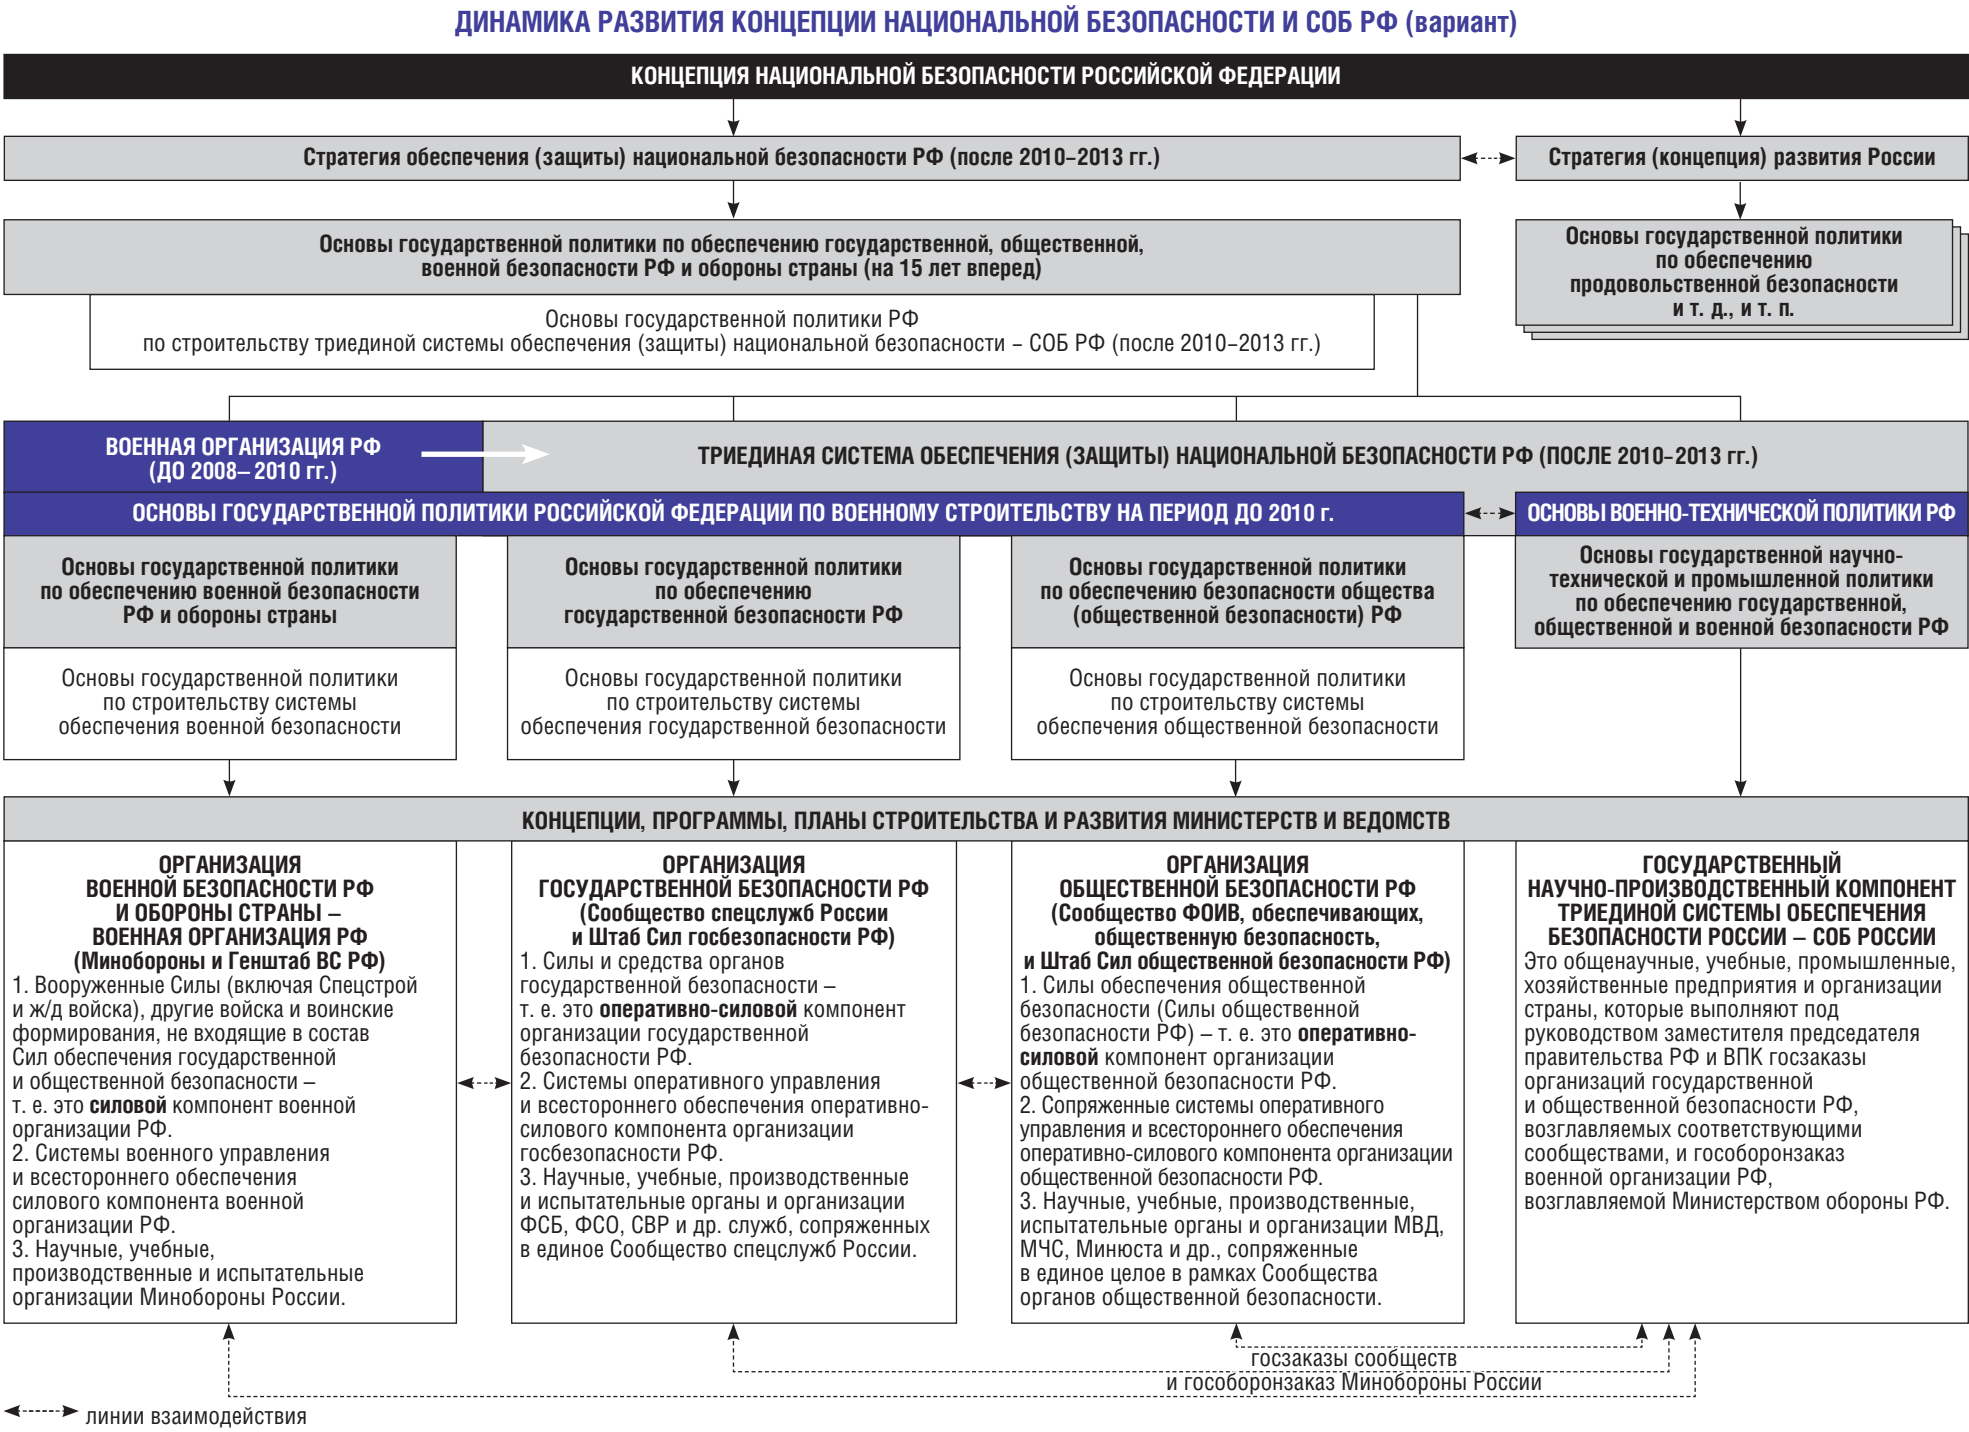 ДИНАМИКА РАЗВИТИЯ КОНЦЕПЦИИ НАЦИОНАЛЬНОЙ БЕЗОПАСНОСТИ И СОБ РФ (вариант)
КОНЦЕПЦИЯ НАЦИОНАЛЬНОЙ БЕЗОПАСНОСТИ РОССИЙСКОЙ ФЕДЕРАЦИИ
Стратегия обеспечения (защиты) национальной безопасности РФ (после 2010–2013 гг.)
Стратегия (концепция) развития России
Основы государственной политики по обеспечению государственной, общественной,
военной безопасности РФ и обороны страны (на 15 лет вперед)
Основы государственной политики
по обеспечению
продовольственной безопасности
и т. д., и т. п.
Основы государственной политики РФ
по строительству триединой системы обеспечения (защиты) национальной безопасности – СОБ РФ (после 2010–2013 гг.)
ВОЕННАЯ ОРГАНИЗАЦИЯ РФ
(ДО 2008– 2010 гг.)
ТРИЕДИНАЯ СИСТЕМА ОБЕСПЕЧЕНИЯ (ЗАЩИТЫ) НАЦИОНАЛЬНОЙ БЕЗОПАСНОСТИ РФ (ПОСЛЕ 2010–2013 гг.)
ОСНОВЫ ГОСУДАРСТВЕННОЙ ПОЛИТИКИ РОССИЙСКОЙ ФЕДЕРАЦИИ ПО ВОЕННОМУ СТРОИТЕЛЬСТВУ НА ПЕРИОД ДО 2010 г.
ОСНОВЫ ВОЕННО-ТЕХНИЧЕСКОЙ ПОЛИТИКИ РФ
Основы государственной политики
по обеспечению военной безопасности
РФ и обороны страны
Основы государственной политики
по обеспечению
государственной безопасности РФ
Основы государственной политики
по обеспечению безопасности общества
(общественной безопасности) РФ
Основы государственной научно-
технической и промышленной политики
по обеспечению государственной,
общественной и военной безопасности РФ
Основы государственной политики
по строительству системы
обеспечения военной безопасности
Основы государственной политики
по строительству системы
обеспечения государственной безопасности
Основы государственной политики
по строительству системы
обеспечения общественной безопасности
КОНЦЕПЦИИ, ПРОГРАММЫ, ПЛАНЫ СТРОИТЕЛЬСТВА И РАЗВИТИЯ МИНИСТЕРСТВ И ВЕДОМСТВ
ОРГАНИЗАЦИЯ
ВОЕННОЙ БЕЗОПАСНОСТИ РФ
И ОБОРОНЫ СТРАНЫ –
ВОЕННАЯ ОРГАНИЗАЦИЯ РФ
(Минобороны и Генштаб ВС РФ)
1. Вооруженные Силы (включая Спецстрой
и ж/д войска), другие войска и воинские
формирования, не входящие в состав
Сил обеспечения государственной
и общественной безопасности –
т. е. это силовой компонент военной
организации РФ.
2. Системы военного управления
и всестороннего обеспечения
силового компонента военной
организации РФ.
3. Научные, учебные,
производственные и испытательные
организации Минобороны России.
ОРГАНИЗАЦИЯ
ГОСУДАРСТВЕННОЙ БЕЗОПАСНОСТИ РФ
(Сообщество спецслужб России
и Штаб Сил госбезопасности РФ)
1. Силы и средства органов
государственной безопасности –
т. е. это оперативно-силовой компонент
организации государственной
безопасности РФ.
2. Системы оперативного управления
и всестороннего обеспечения оперативно-
силового компонента организации
госбезопасности РФ.
3. Научные, учебные, производственные
и испытательные органы и организации
ФСБ, ФСО, СВР и др. служб, сопряженных
в единое Сообщество спецслужб России.
ОРГАНИЗАЦИЯ
ОБЩЕСТВЕННОЙ БЕЗОПАСНОСТИ РФ
(Сообщество ФОИВ, обеспечивающих,
общественную безопасность,
и Штаб Сил общественной безопасности РФ)
1. Силы обеспечения общественной
безопасности (Силы общественной
безопасности РФ) – т. е. это оперативно-
силовой компонент организации
общественной безопасности РФ.
2. Сопряженные системы оперативного
управления и всестороннего обеспечения
оперативно-силового компонента организации
общественной безопасности РФ.
3. Научные, учебные, производственные,
испытательные органы и организации МВД,
МЧС, Минюста и др., сопряженные
в единое целое в рамках Сообщества
органов общественной безопасности.
ГОСУДАРСТВЕННЫЙ
НАУЧНО-ПРОИЗВОДСТВЕННЫЙ КОМПОНЕНТ
ТРИЕДИНОЙ СИСТЕМЫ ОБЕСПЕЧЕНИЯ
БЕЗОПАСНОСТИ РОССИИ – СОБ РОССИИ
Это общенаучные, учебные, промышленные,
хозяйственные предприятия и организации
страны, которые выполняют под
руководством заместителя председателя
правительства РФ и ВПК госзаказы
организаций государственной
и общественной безопасности РФ,
возглавляемых соответствующими
сообществами, и гособоронзаказ
военной организации РФ,
возглавляемой Министерством обороны РФ.
госзаказы сообществ
и гособоронзаказ Минобороны России
линии взаимодействия